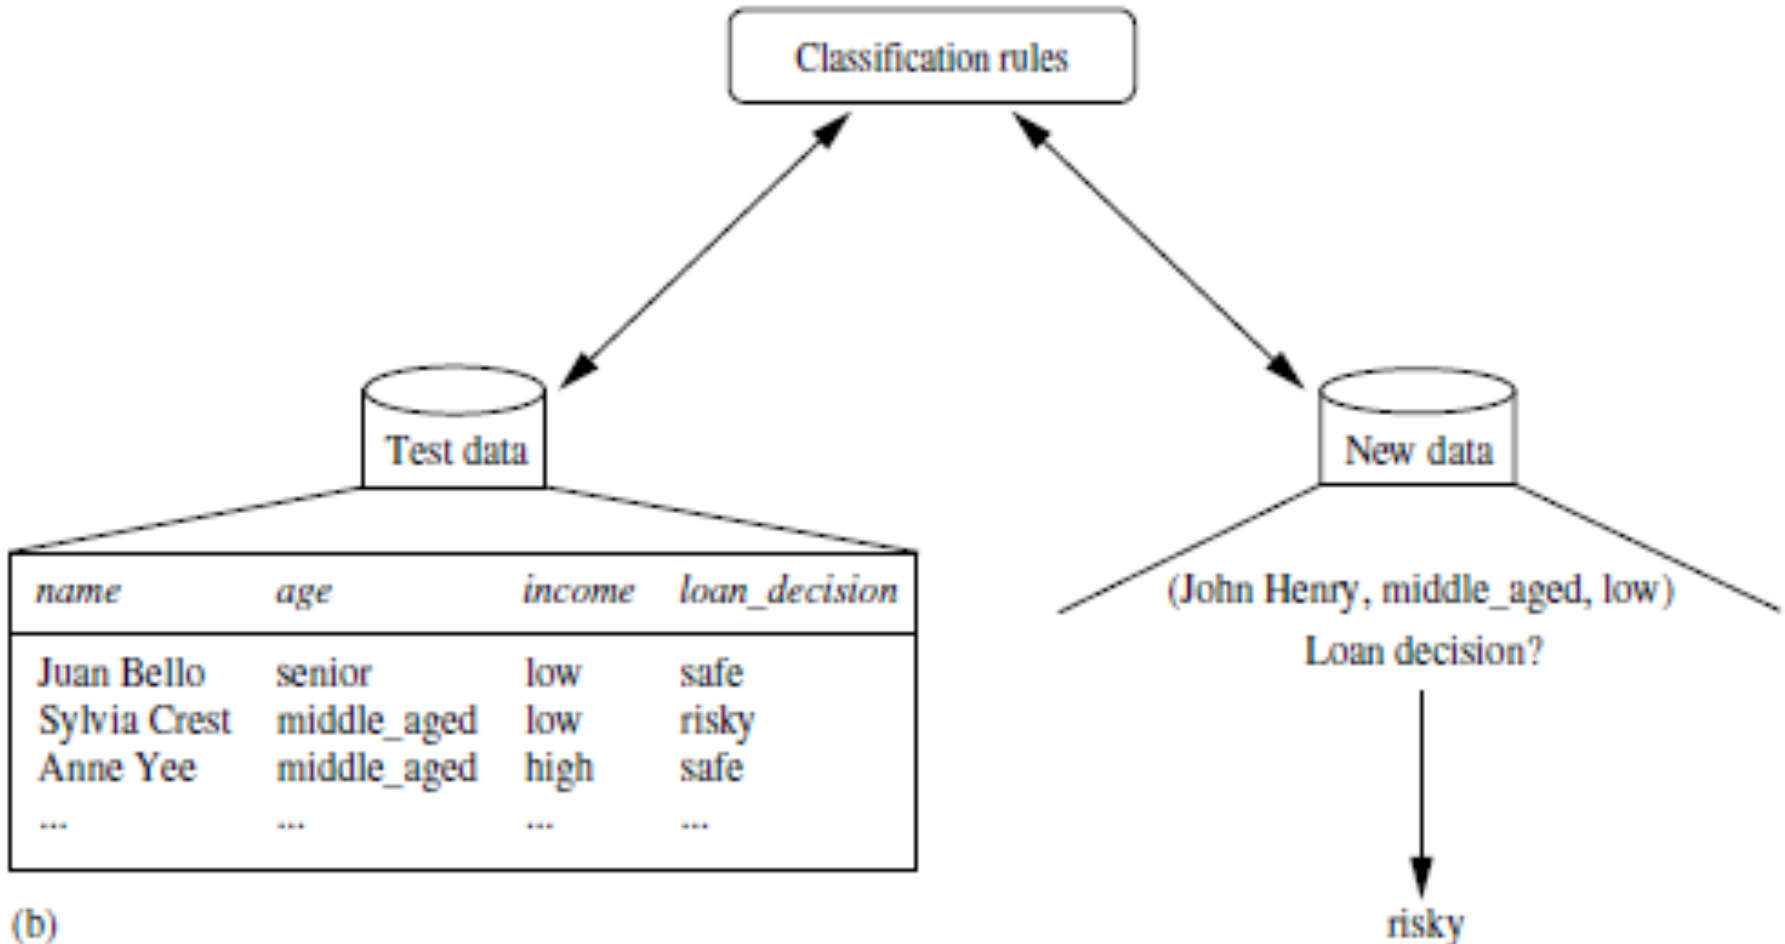 Classification rules
Test data
New data
name age income loan_decision
Juan Bello senior low safe
Sylvia Crest middle_aged low risky
Anne Yee middle_aged high safe
... ... ... ...
(John Henry, middle_aged, low)
Loan decision?
risky
(b)